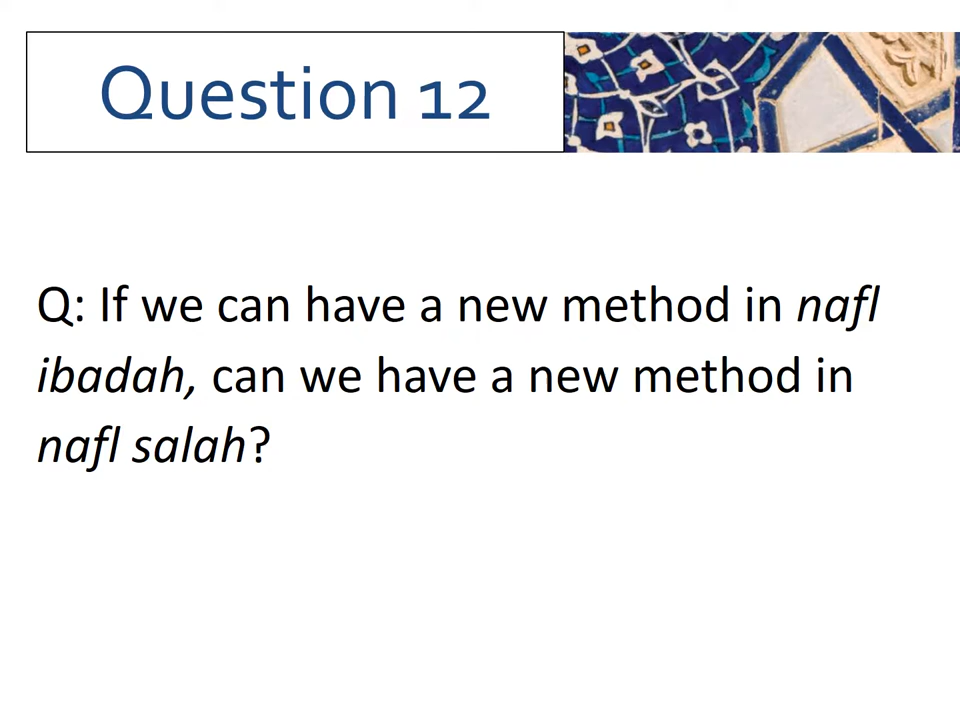 Question 12
Q: If we can have a new method in nafl
ibadah, can we have a new method in
nafl salah?